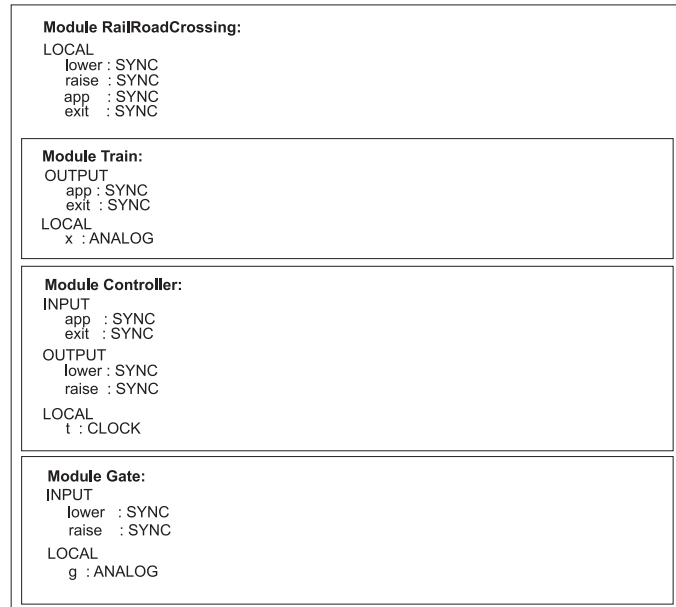 Module RailRoadCrossing:
LOCAL
lower : SYNC
raise : SYNC
app : SYNC
exit : SYNC
Module Train:
OUTPUT
app : SYNC
exit : SYNC
LOCAL
x : ANALOG
Module Controller:
INPUT
app : SYNC
exit : SYNC
OUTPUT
lower : SYNC
raise : SYNC
LOCAL
t : CLOCK
Module Gate:
INPUT
lower : SYNC
raise : SYNC
LOCAL
g : ANALOG